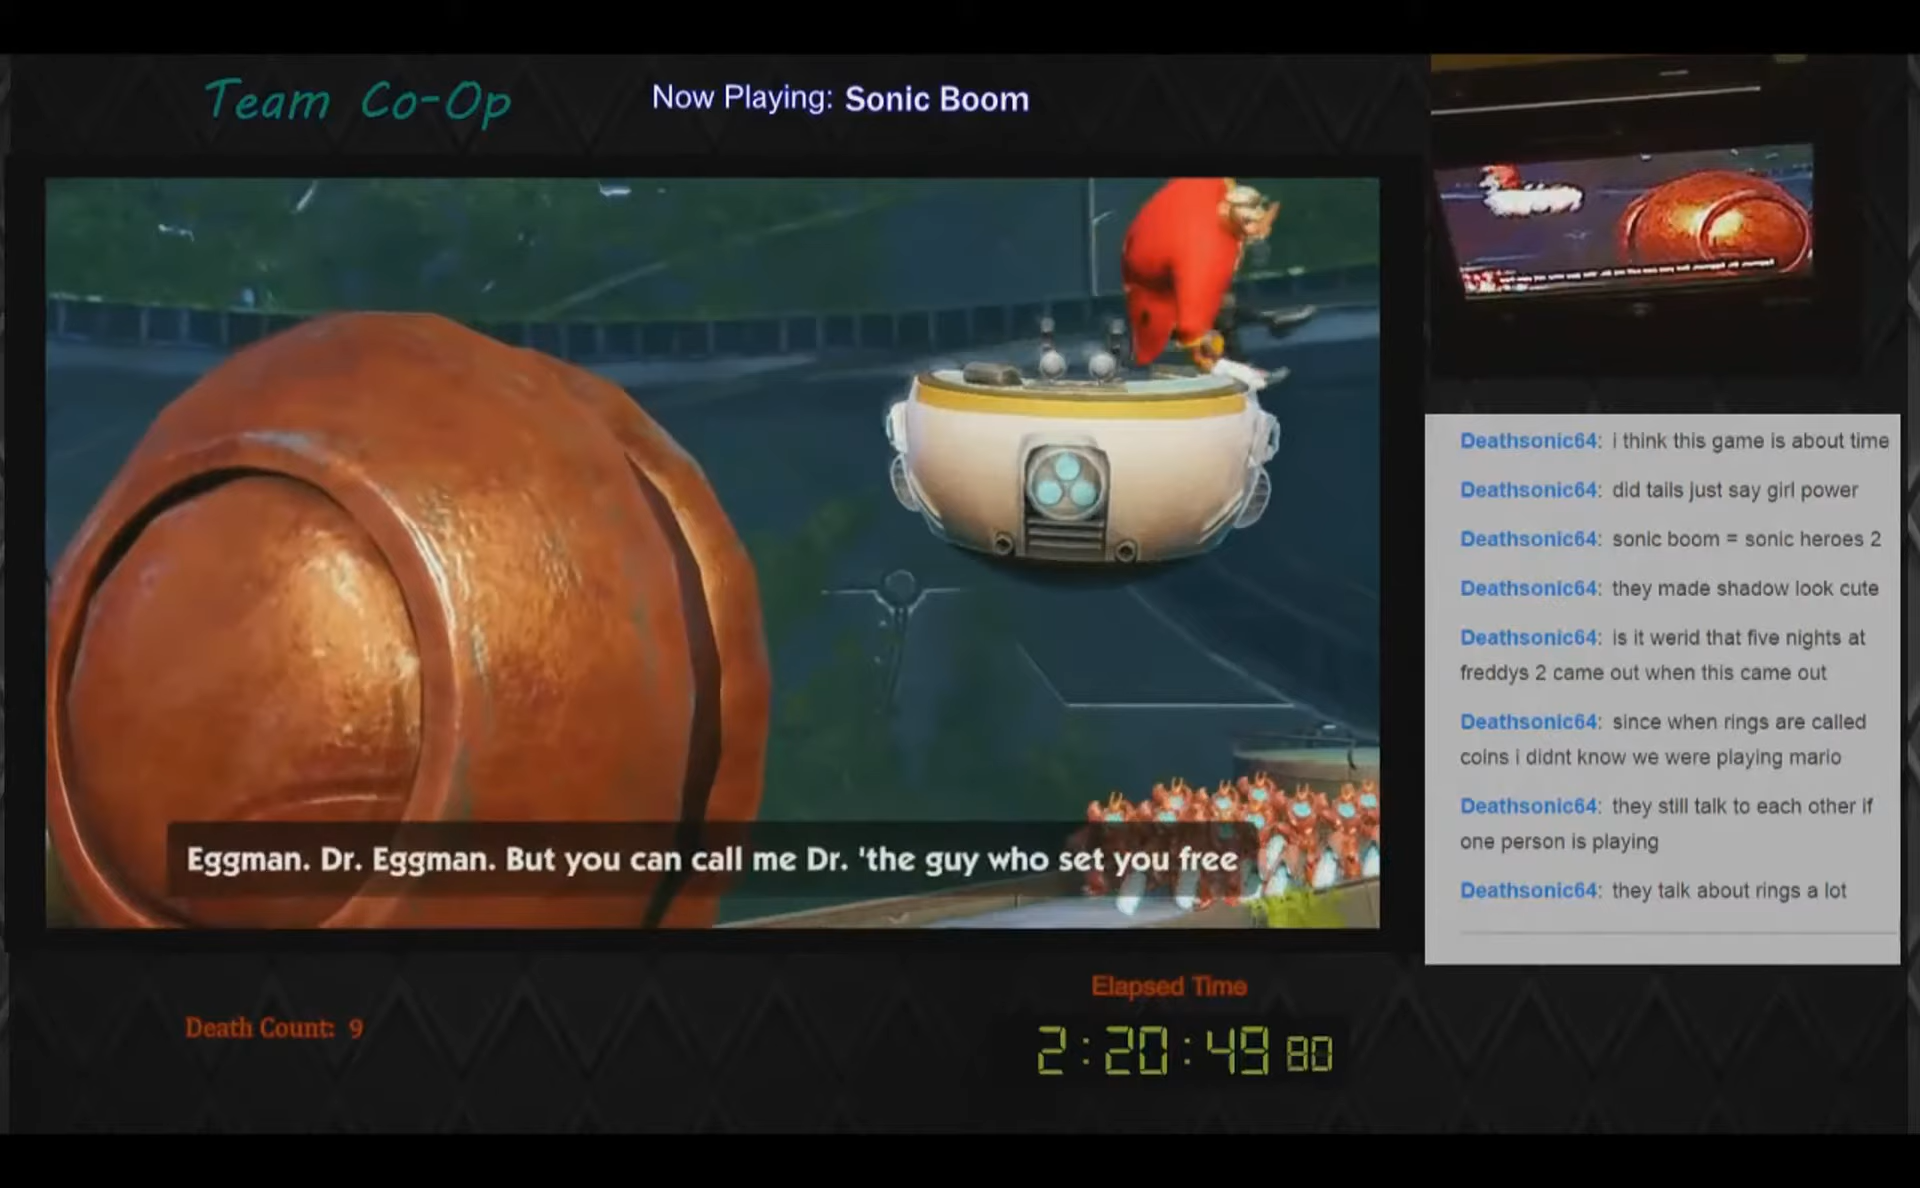 Team Co-Op
Now Playing: Sonic Boom
Deathsonic64: i think this game is about time
Deathsonic64: did tails just say girl power
Deathsonic64: sonic boom = sonic heroes 2
Deathsonic64: they made shadow look cute
Deathsonic64: is it werid that five nights at
freddys 2 came out when this came out
Deathsonic64: since when rings are called
coins i didnt know we were playing mario
Deathsonic64: they still talk to each other if
one person is playing
Deathsonic64: they talk about rings a lot
Eggman. Dr. Eggman. But you can call me Dr. 'the guy who set you free
Elapsed Time
Death Count: 9
2:20:49 80